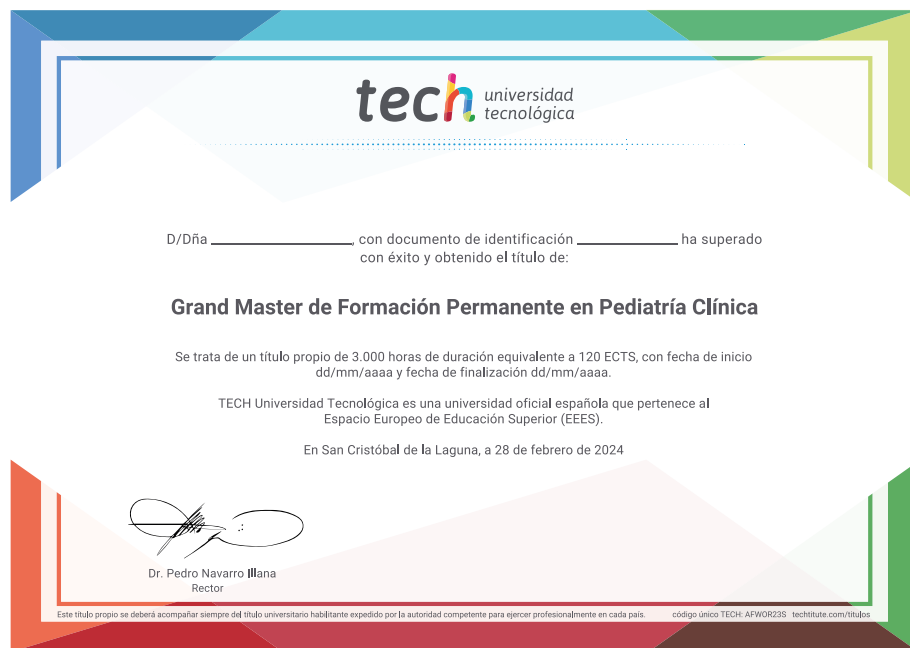 tech universidad
tecnológica
D/Dña ______________, con documento de identificación __________ ha superado
con éxito y obtenido el título de:
Grand Master de Formación Permanente en Pediatría Clínica
Se trata de un título propio de 3.000 horas de duración equivalente a 120 ECTS, con fecha de inicio
dd/mm/aaaa y fecha de finalización dd/mm/aaaa.
TECH Universidad Tecnológica es una universidad oficial española que pertenece al
Espacio Europeo de Educación Superior (EEES).
En San Cristóbal de la Laguna, a 28 de febrero de 2024
Dr. Pedro Navarro Illana
Rector
Este título propio se deberá acompañar siempre del título universitario habilitante expedido por la autoridad competente para ejercer profesionalmente en cada país. código único TECH: AFWOR23S techtitute.com/titulos